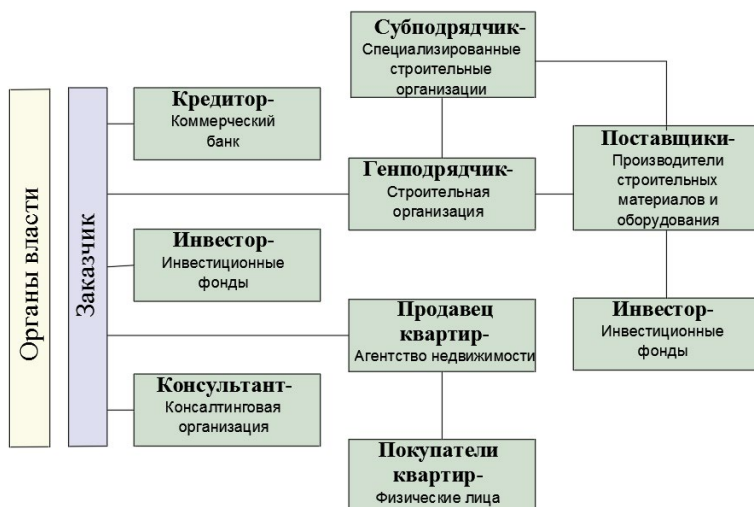 Органы власти
Заказчик
Кредитор-
Коммерческий
банк
Инвестор-
Инвестиционные
фонды
Консультант-
Консалтинговая
организация
Субподрядчик-
Специализированные
строительные
организации
Генподрядчик-
Строительная
организация
Продавец
квартир-
Агентство недвижимости
Покупатели
квартир-
Физические лица
Поставщики-
Производители
строительных
материалов и
оборудования
Инвестор-
Инвестиционные
фонды